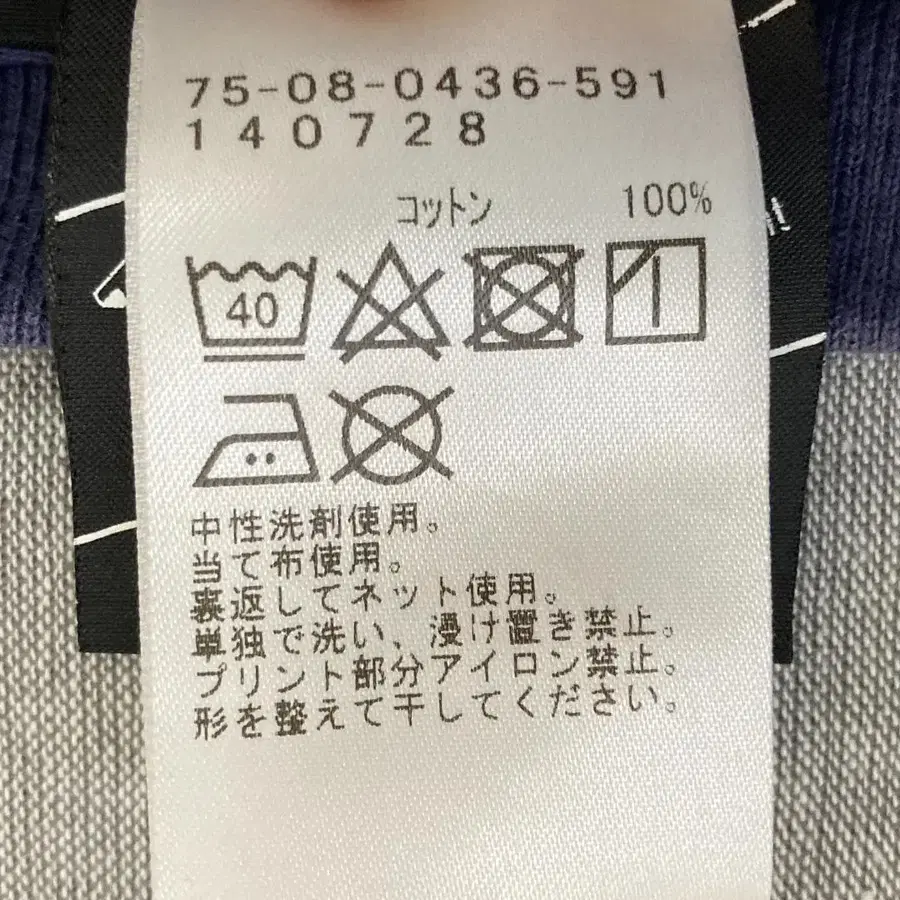 75-08-0436-591
140728
コットン 100%
40
中性洗剤使用。
当て布使用。
裏返してネット使用。
単独で洗い、浸け置き禁止。
プリント部分アイロン禁止。
形を整えて干してください。